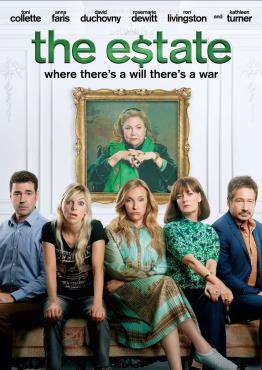 toni collette anna faris david duchovny rosemarie dewitt ron livingston and kathleen turner
the e$tate
where there's a will there's a war